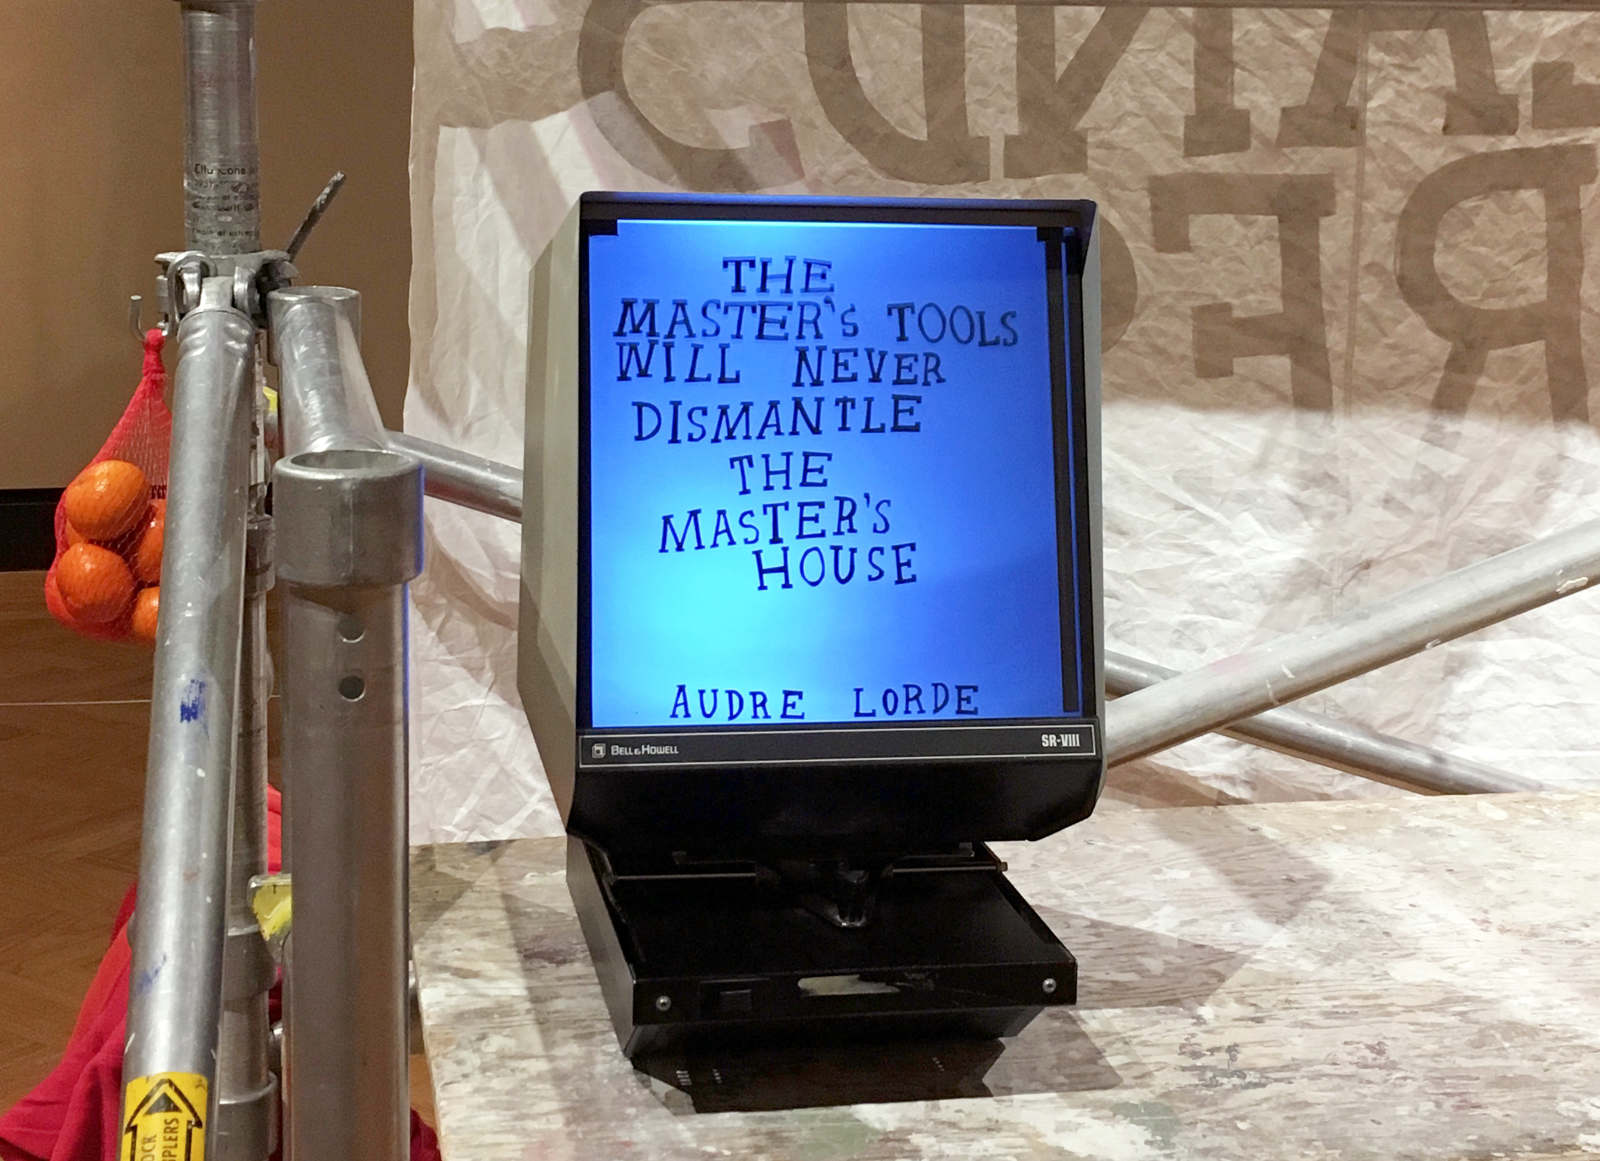 THE
MASTER'S TOOLS
WILL NEVER
DISMANTLE
THE
MASTER'S
HOUSE
AUDRE LORDE
BELL & HOWELL
SR-VIII